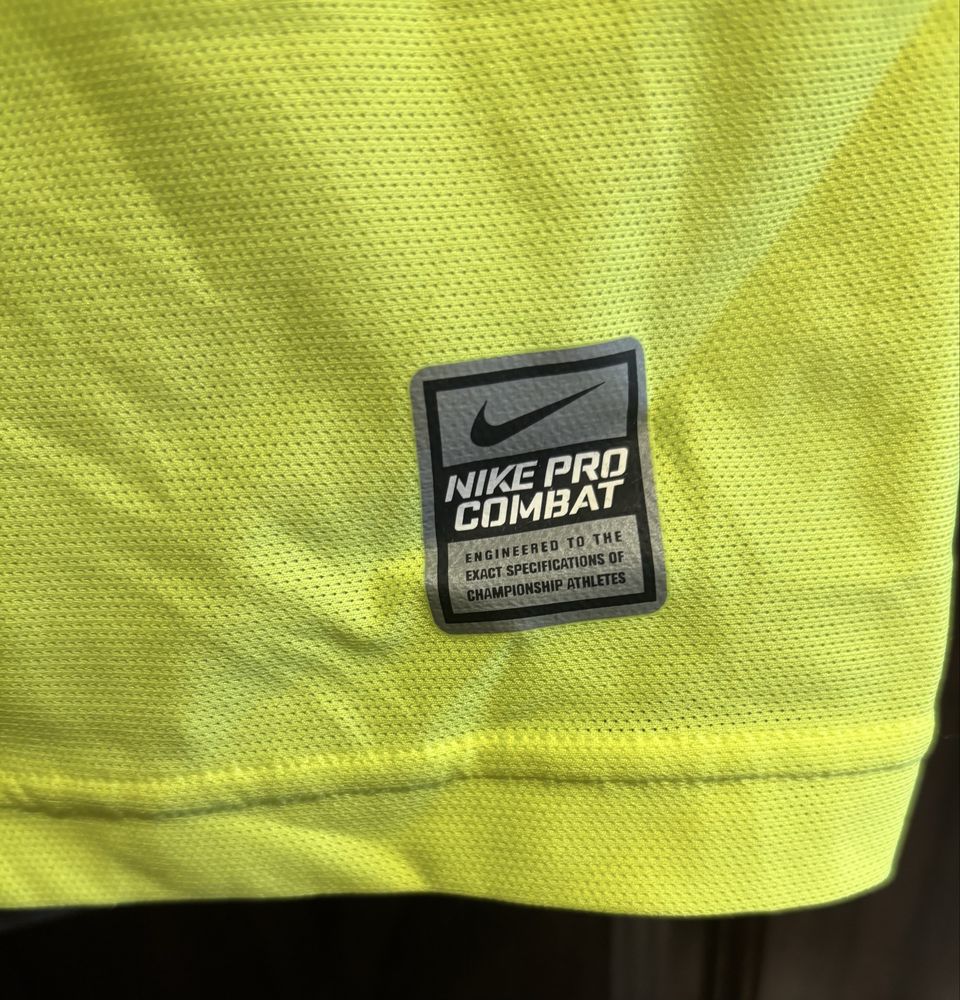 NIKE PRO
COMBAT
ENGINEERED TO THE
EXACT SPECIFICATIONS OF
CHAMPIONSHIP ATHLETES